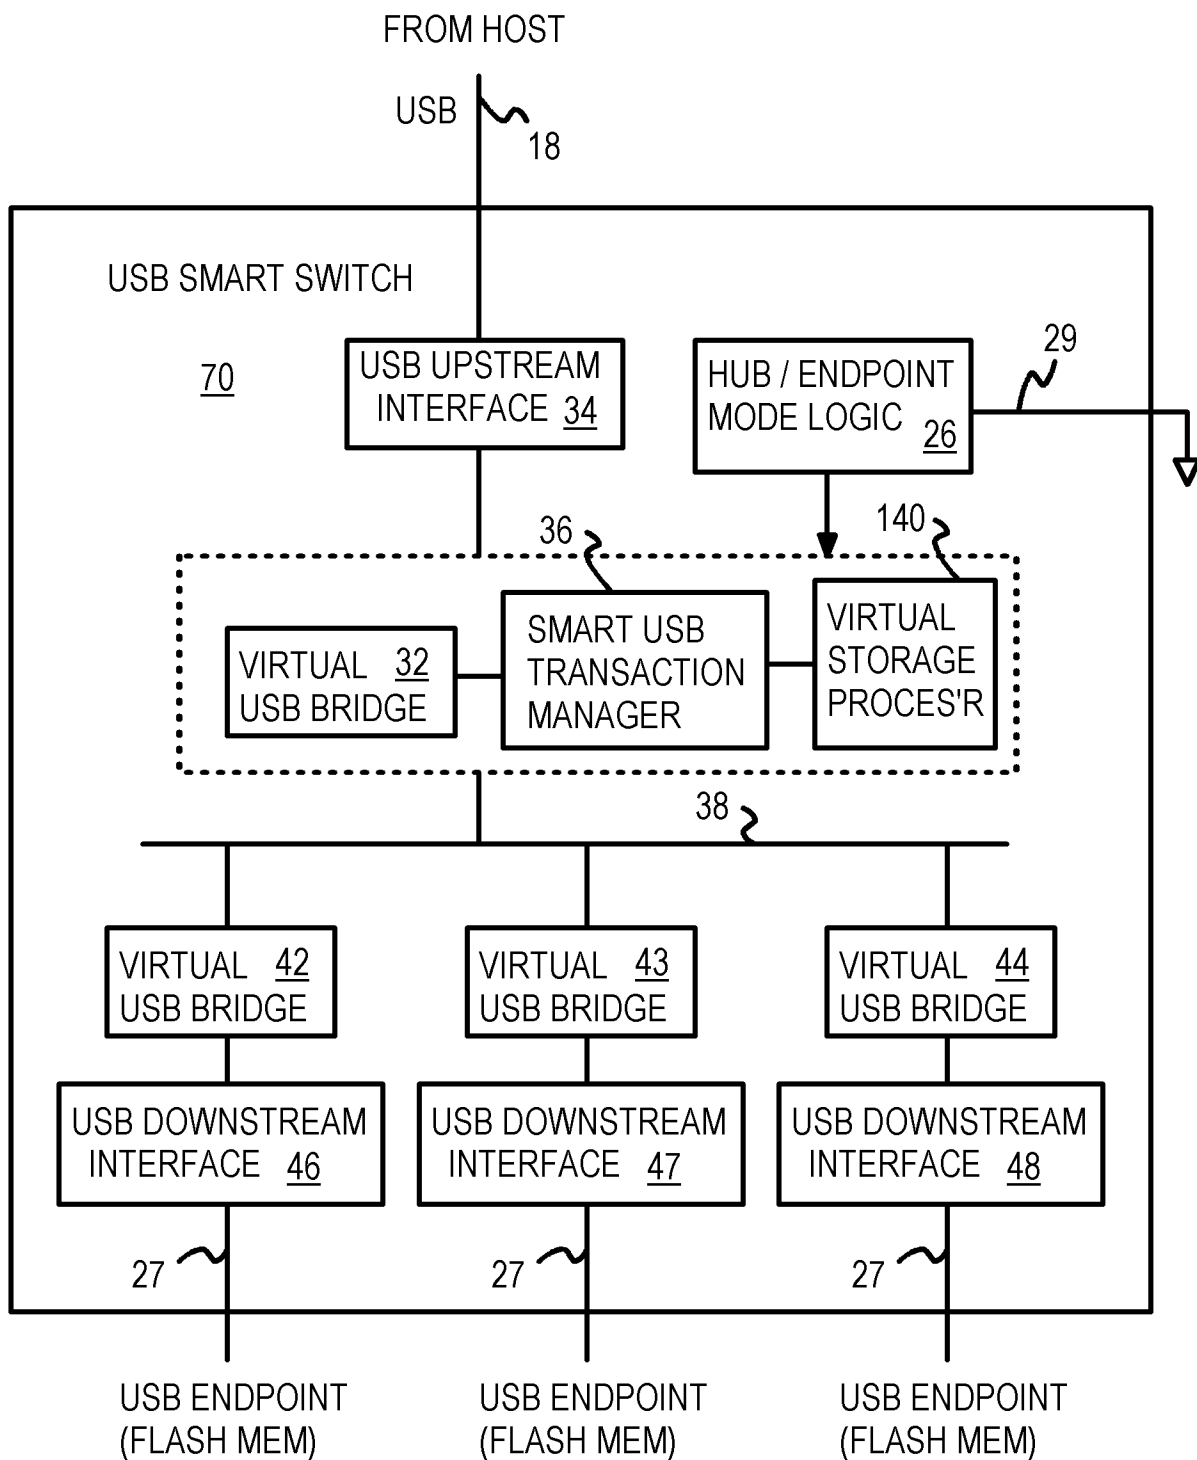 FROM HOST
USB
18
USB SMART SWITCH
70
USB UPSTREAM
INTERFACE 34
HUB / ENDPOINT
MODE LOGIC 26
29
36
140
VIRTUAL 32
USB BRIDGE
SMART USB
TRANSACTION
MANAGER
VIRTUAL
STORAGE
PROCES'R
38
VIRTUAL 42
USB BRIDGE
VIRTUAL 43
USB BRIDGE
VIRTUAL 44
USB BRIDGE
USB DOWNSTREAM
INTERFACE 46
USB DOWNSTREAM
INTERFACE 47
USB DOWNSTREAM
INTERFACE 48
27
27
27
USB ENDPOINT
(FLASH MEM)
USB ENDPOINT
(FLASH MEM)
USB ENDPOINT
(FLASH MEM)